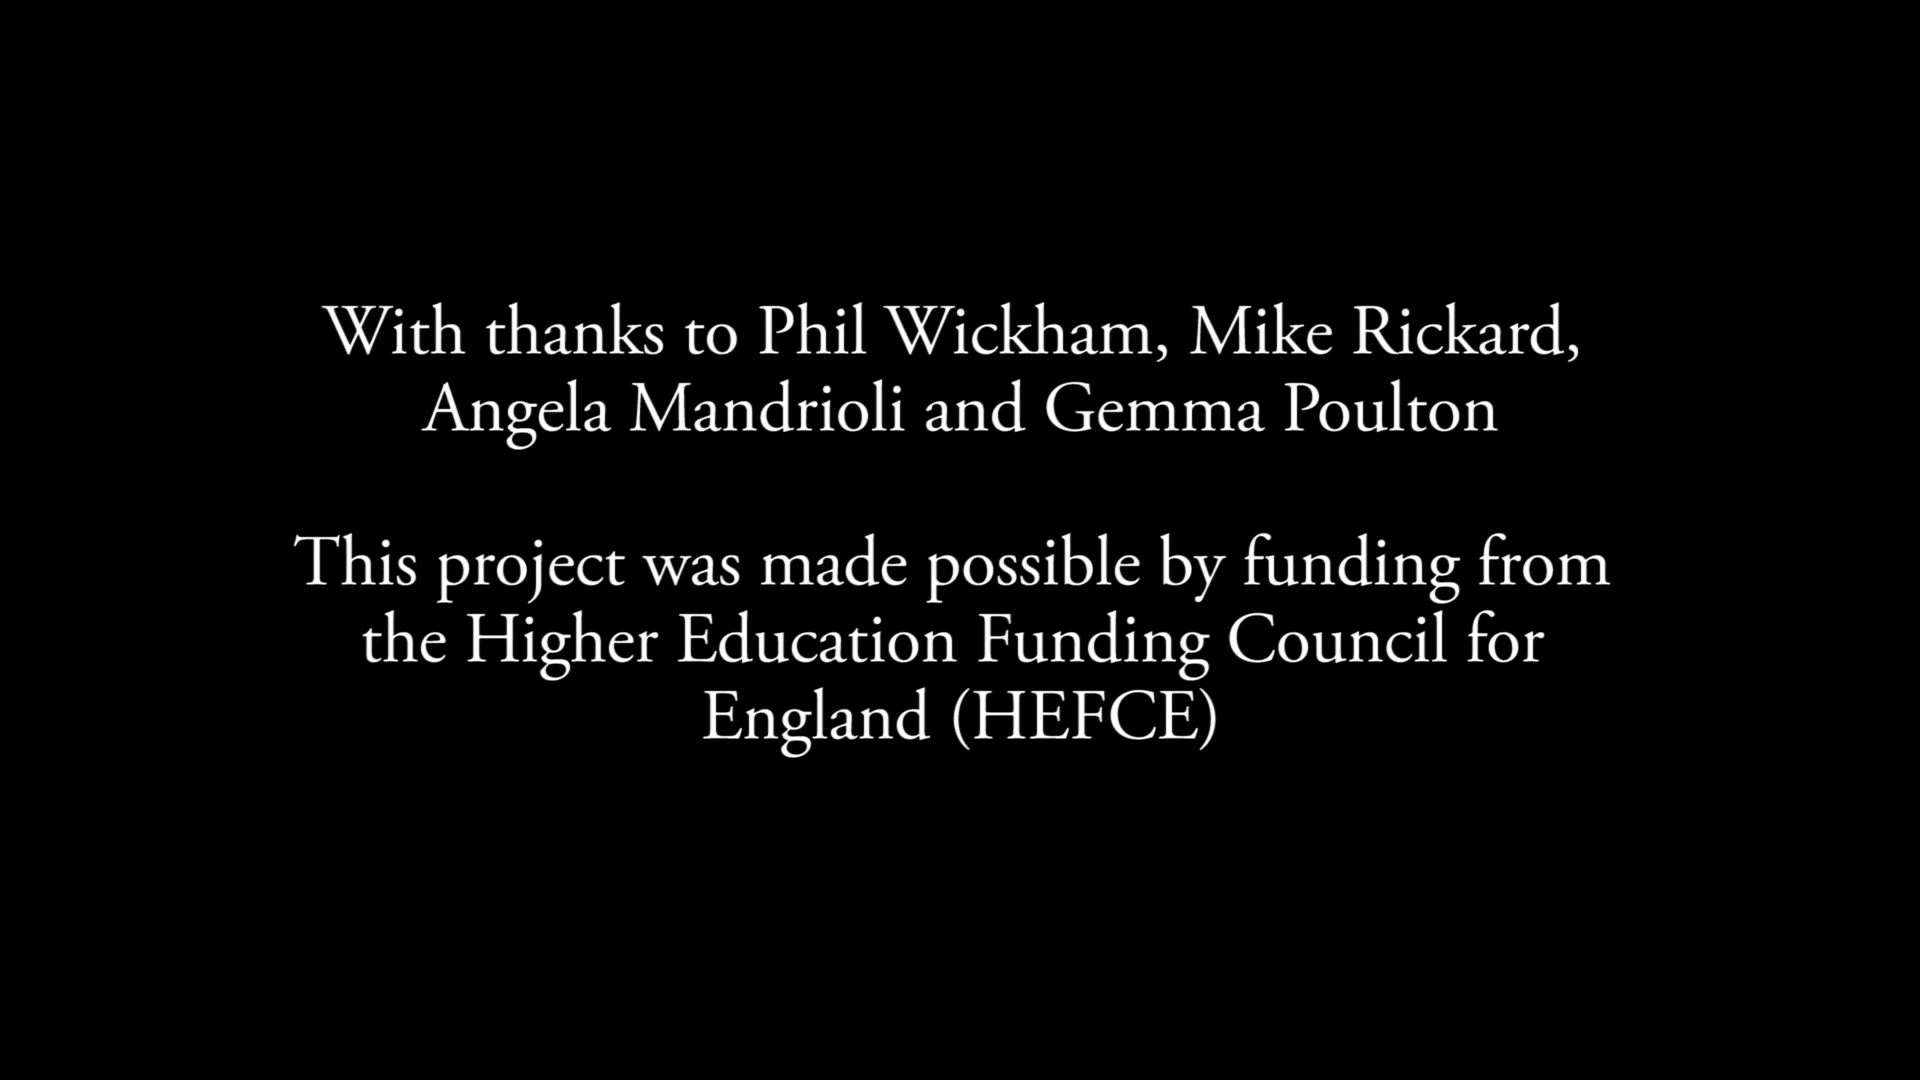 With thanks to Phil Wickham, Mike Rickard,
Angela Mandrioli and Gemma Poulton
This project was made possible by funding from
the Higher Education Funding Council for
England (HEFCE)